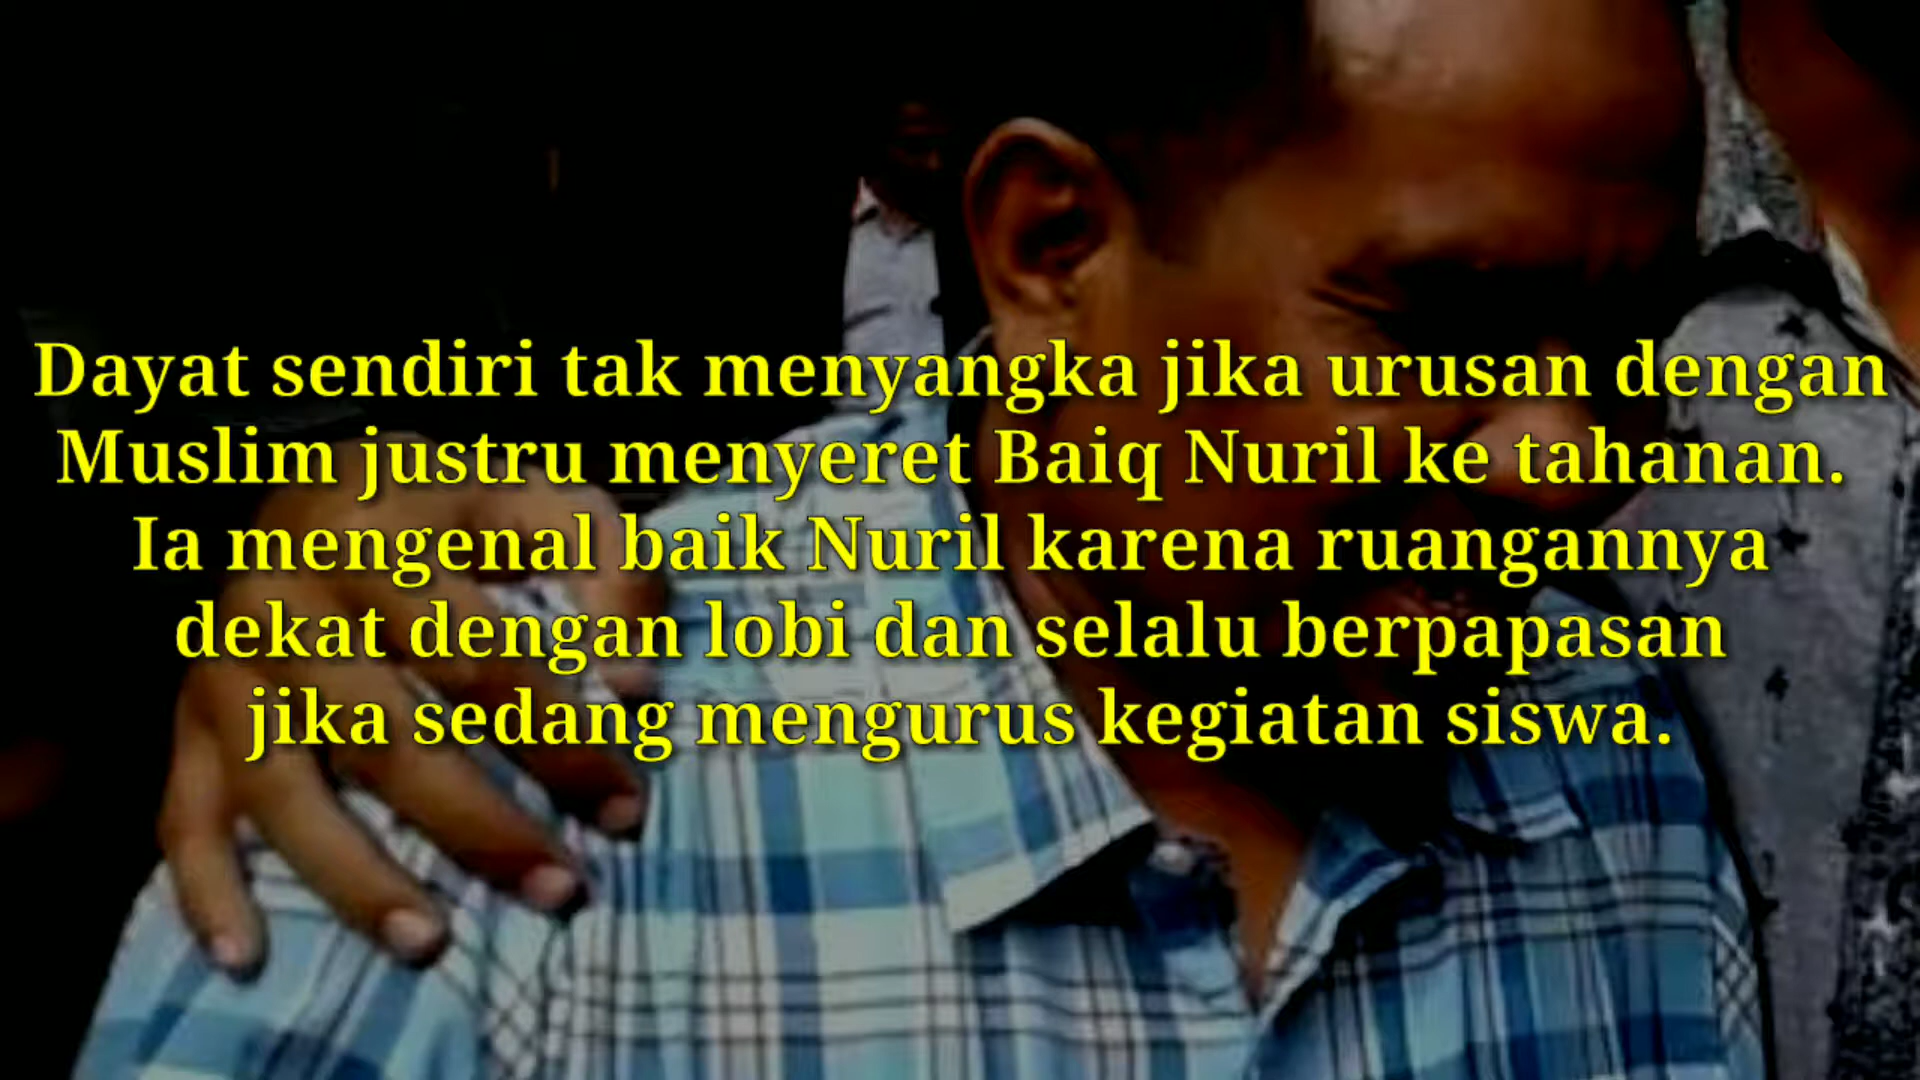 Dayat sendiri tak menyangka jika urusan dengan
Muslim justru menyeret Baiq Nuril ke tahanan.
Ia mengenal baik Nuril karena ruangannya
dekat dengan lobi dan selalu berpapasan
jika sedang mengurus kegiatan siswa.